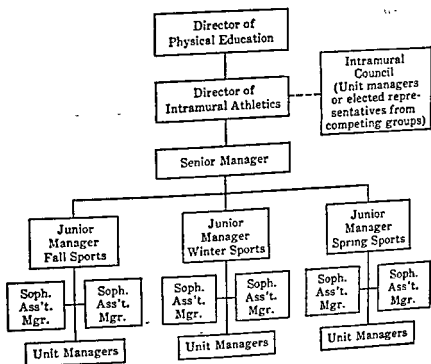 Director of
Physical Education
Director of
Intramural Athletics
Intramural
Council
(Unit managers
or elected repre-
sentatives from
competing groups)
Senior Manager
Junior
Manager
Fall Sports
Junior
Manager
Winter Sports
Junior
Manager
Spring Sports
Soph.
Ass't.
Mgr.
Soph.
Ass't.
Mgr.
Soph.
Ass't.
Mgr.
Soph.
Ass't.
Mgr.
Soph.
Ass't.
Mgr.
Soph.
Ass't.
Mgr.
Unit Managers
Unit Managers
Unit Managers